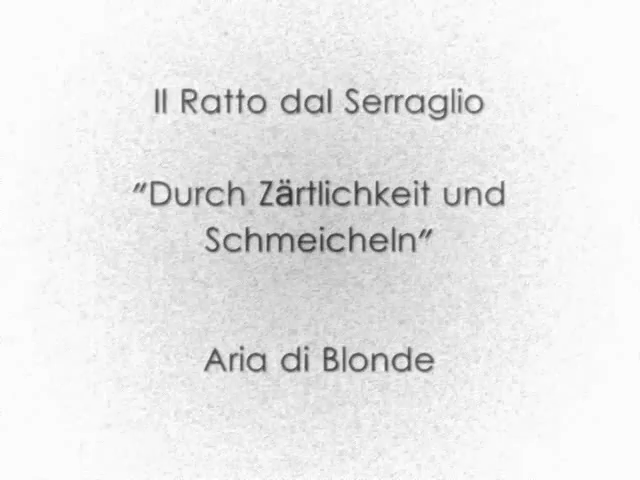 Il Ratto dal Serraglio
"Durch Zärtlichkeit und
Schmeicheln"
Aria di Blonde